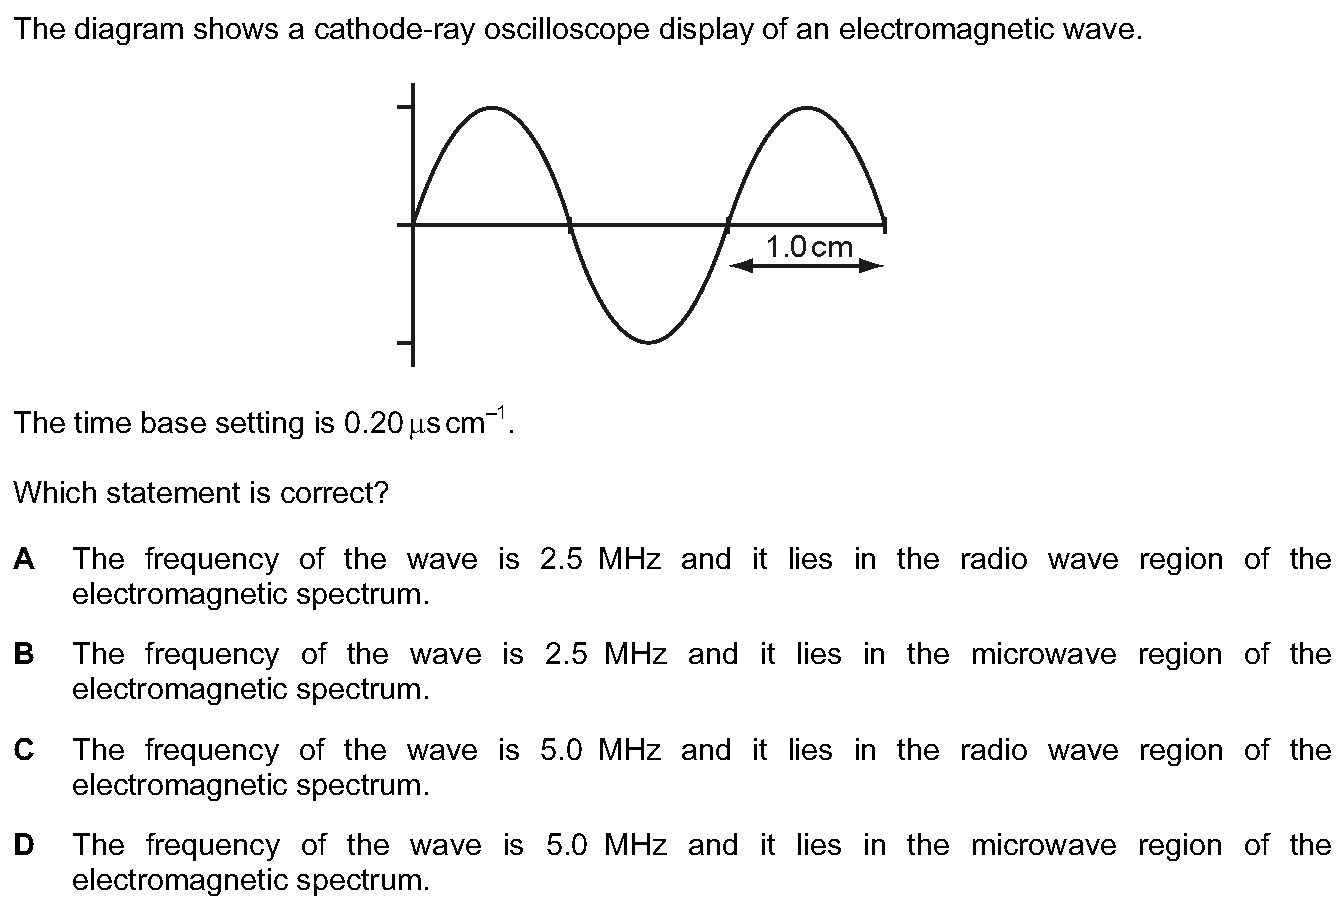 The diagram shows a cathode-ray oscilloscope display of an electromagnetic wave.
1.0 cm
The time base setting is 0.20 μs cm⁻¹.
Which statement is correct?
A The frequency of the wave is 2.5 MHz and it lies in the radio wave region of the
electromagnetic spectrum.
B The frequency of the wave is 2.5 MHz and it lies in the microwave region of the
electromagnetic spectrum.
C The frequency of the wave is 5.0 MHz and it lies in the radio wave region of the
electromagnetic spectrum.
D The frequency of the wave is 5.0 MHz and it lies in the microwave region of the
electromagnetic spectrum.